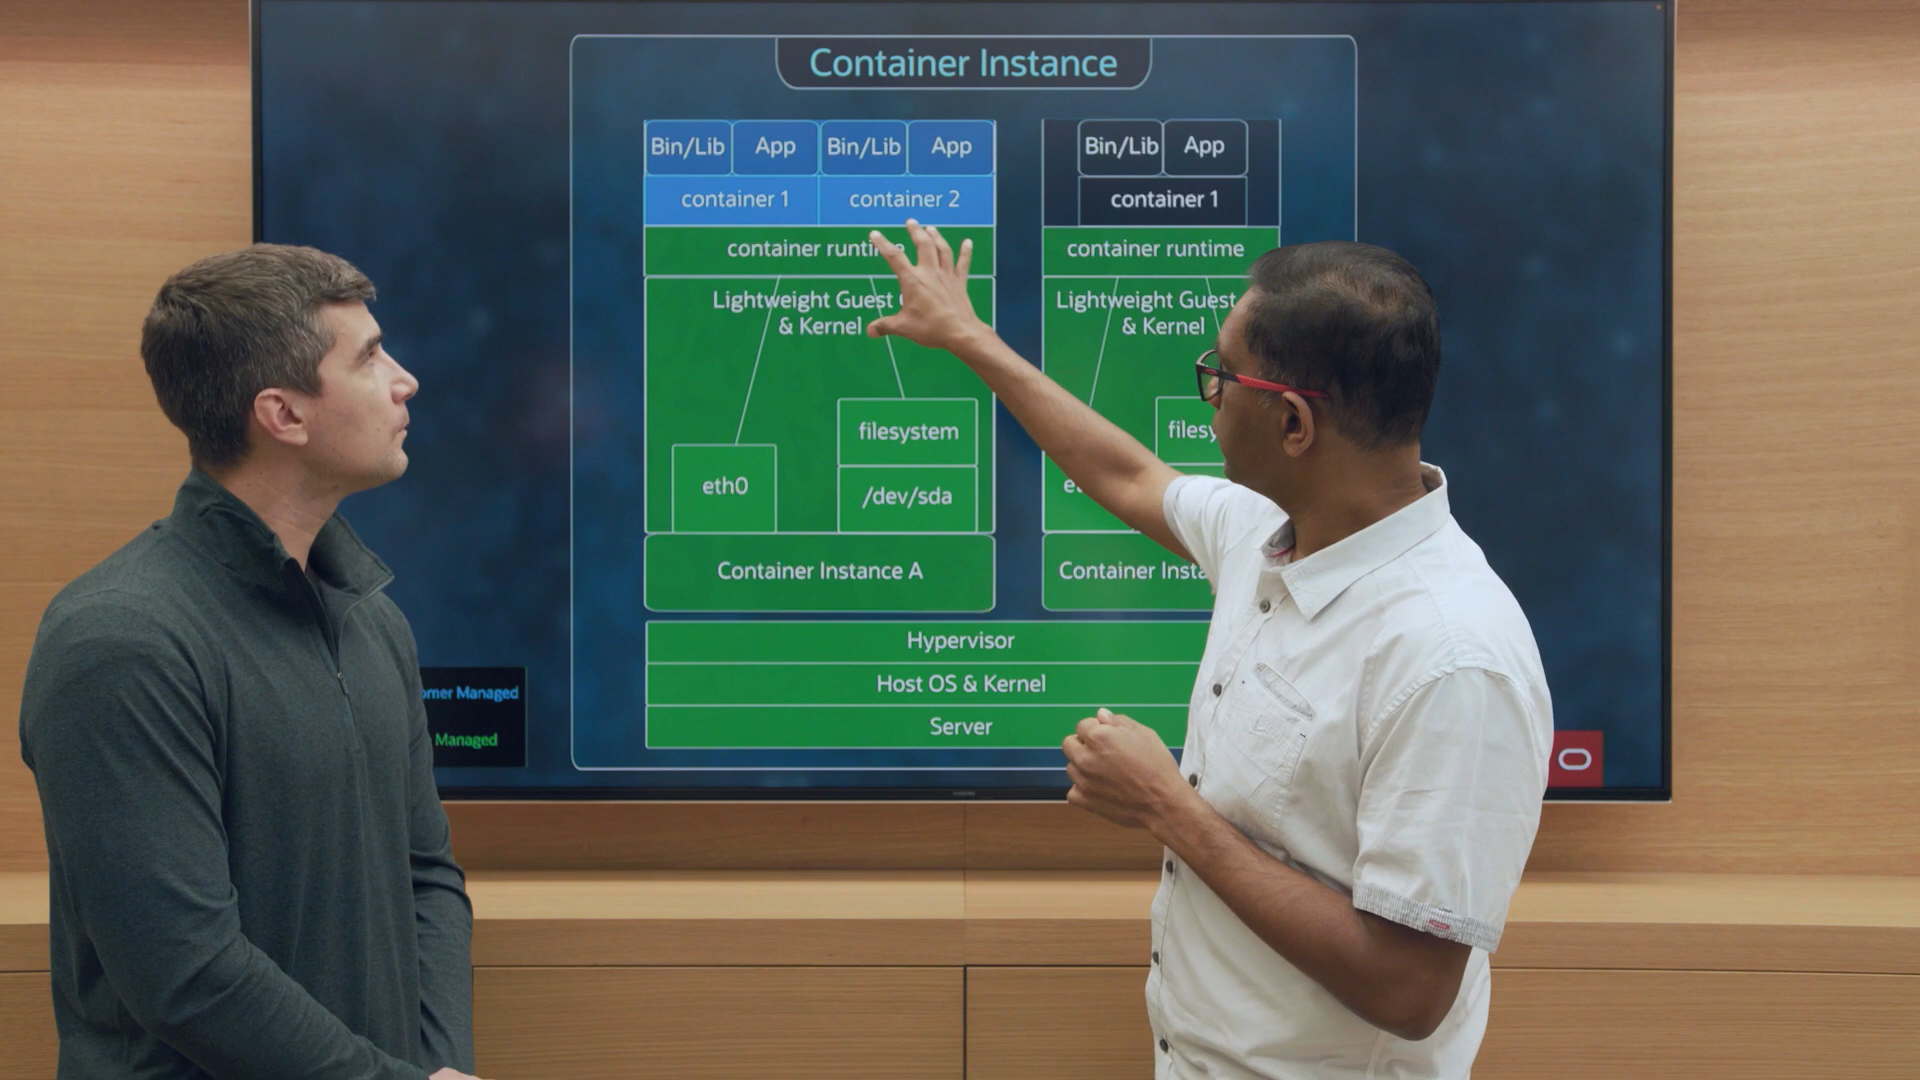 Container Instance
Bin/Lib App Bin/Lib App
container 1 container 2
container
Lightweight Guest
& Kernel
eth0
filesystem
/dev/sda
Container Instance A
Bin/Lib App
container 1
container runtime
Lightweight Guest
& Kernel
Container
Hypervisor
Host OS & Kernel
Server
Managed
Managed